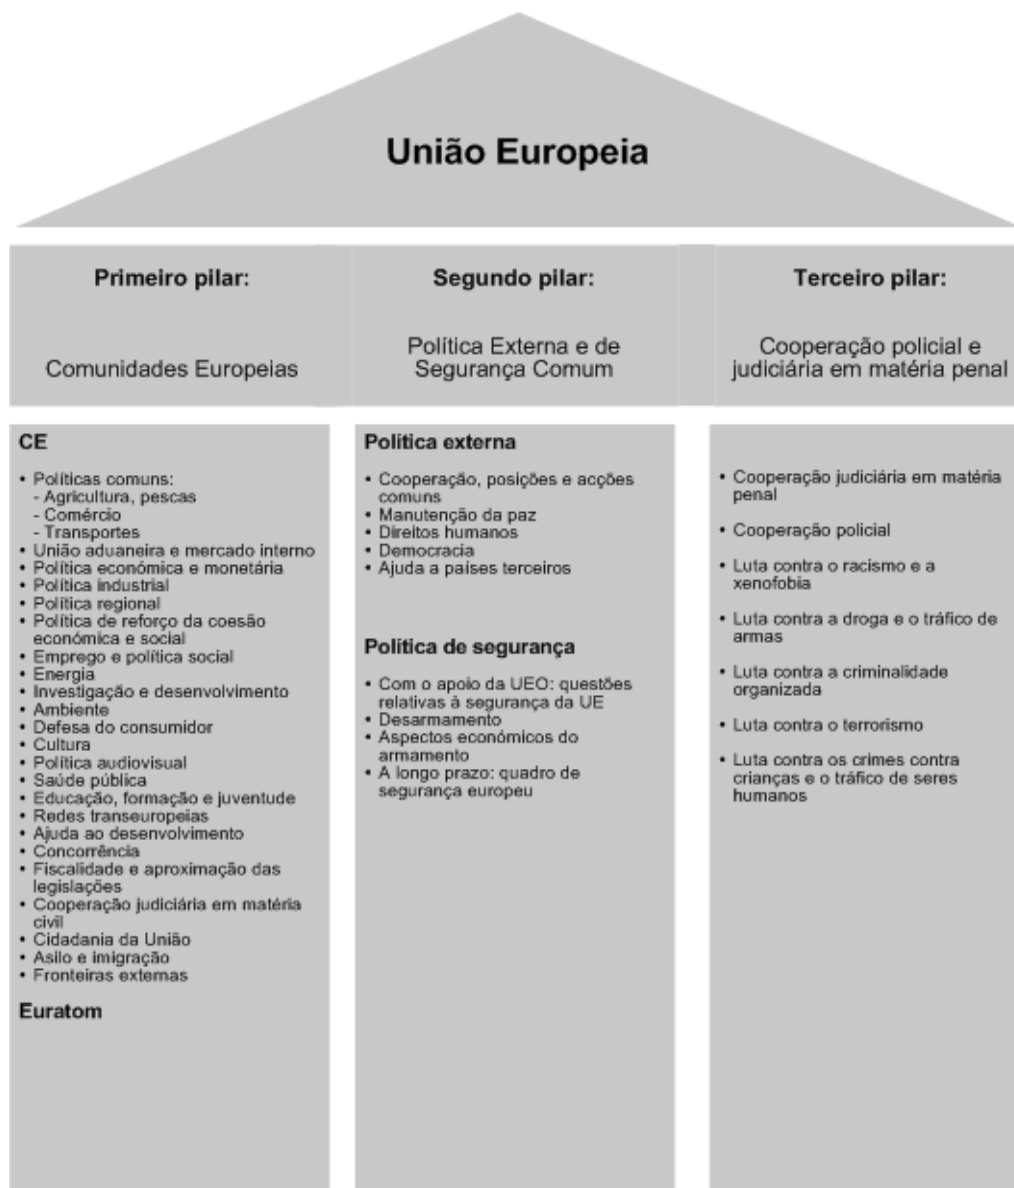 União Europeia
Primeiro pilar:
Comunidades Europeias
Segundo pilar:
Política Externa e de
Segurança Comum
Terceiro pilar:
Cooperação policial e
judiciária em matéria penal
CE
• Políticas comuns:
- Agricultura, pescas
- Comércio
- Transportes
• União aduaneira e mercado interno
• Política económica e monetária
• Política industrial
• Política regional
• Política de reforço da coesão
económica e social
• Emprego e política social
• Energia
• Investigação e desenvolvimento
• Ambiente
• Defesa do consumidor
• Cultura
• Política audiovisual
• Saúde pública
• Educação, formação e juventude
• Redes transeuropeias
• Ajuda ao desenvolvimento
• Concorrência
• Fiscalidade e aproximação das
legislações
• Cooperação judiciária em matéria
civil
• Cidadania da União
• Asilo e imigração
• Fronteiras externas
Euratom
Política externa
• Cooperação, posições e acções
comuns
• Manutenção da paz
• Direitos humanos
• Democracia
• Ajuda a países terceiros
Política de segurança
• Com o apoio da UEO: questões
relativas à segurança da UE
• Desarmamento
• Aspectos económicos do
armamento
• A longo prazo: quadro de
segurança europeu
• Cooperação judiciária em matéria
penal
• Cooperação policial
• Luta contra o racismo e a
xenofobia
• Luta contra a droga e o tráfico de
armas
• Luta contra a criminalidade
organizada
• Luta contra o terrorismo
• Luta contra os crimes contra
crianças e o tráfico de seres
humanos